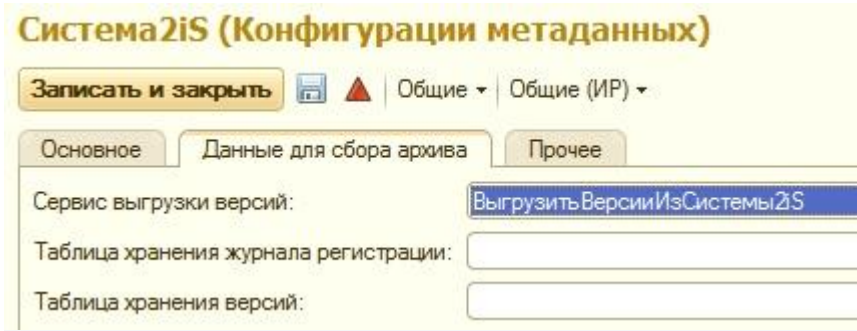 Система2iS (Конфигурации метаданных)
Записать и закрыть Общие Общие (ИР)
Основное Данные для сбора архива Прочее
Сервис выгрузки версий: ВыгрузитьВерсииИзСистемы2iS
Таблица хранения журнала регистрации:
Таблица хранения версий: